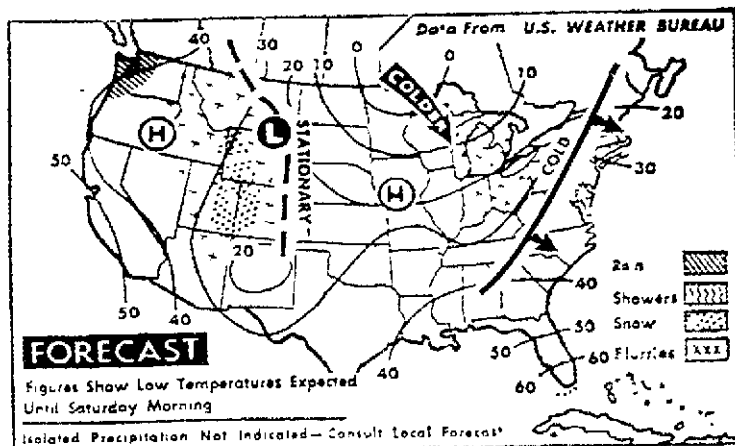 Data From U.S. WEATHER BUREAU
40
30
0
0
20
10
10
COLDER
20
H
L
STATIONARY
COLD
30
50
H
20
Rain
40
Showers
50
40
30
50
Snow
40
60
Flurries
60
FORECAST
Figures Show Low Temperatures Expected
Until Saturday Morning
Isolated Precipitation Not Indicated—Consult Local Forecast